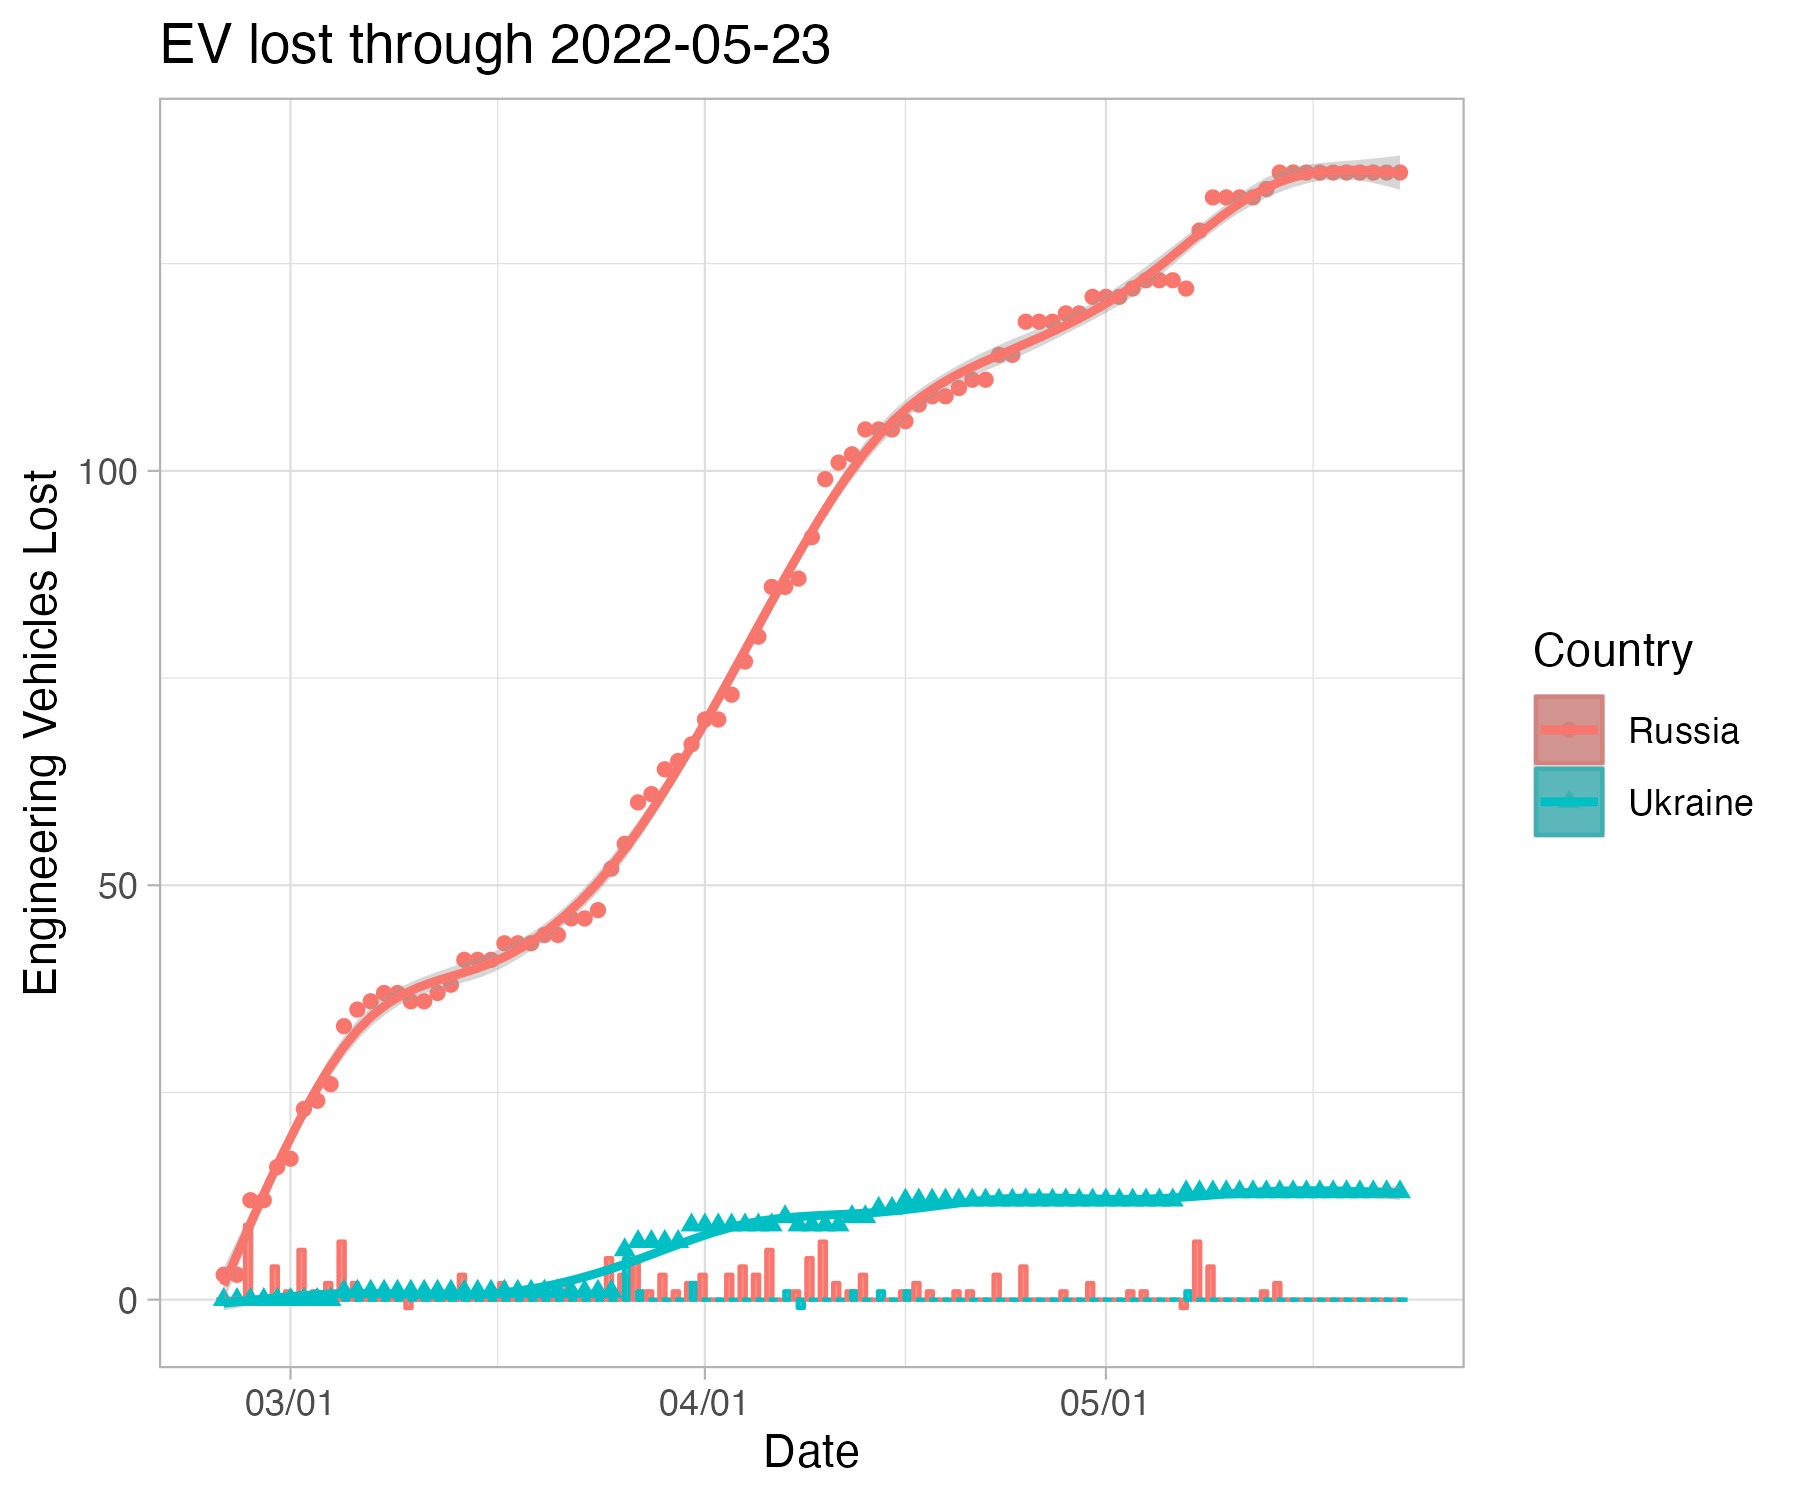 EV lost through 2022-05-23
Engineering Vehicles Lost
100
50
0
03/01
04/01
05/01
Date
Country
Russia
Ukraine